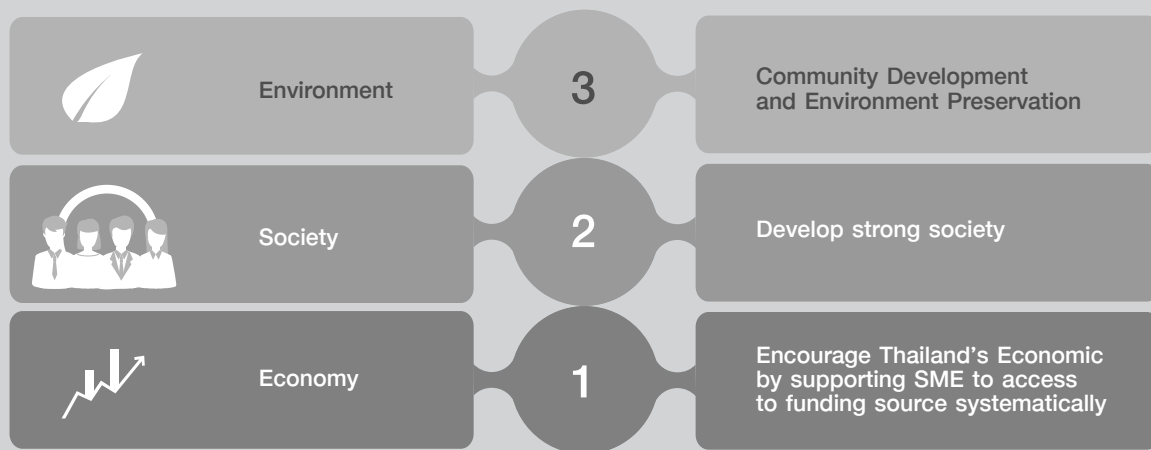 Environment
3
Community Development
and Environment Preservation
Society
2
Develop strong society
Economy
1
Encourage Thailand's Economic
by supporting SME to access
to funding source systematically